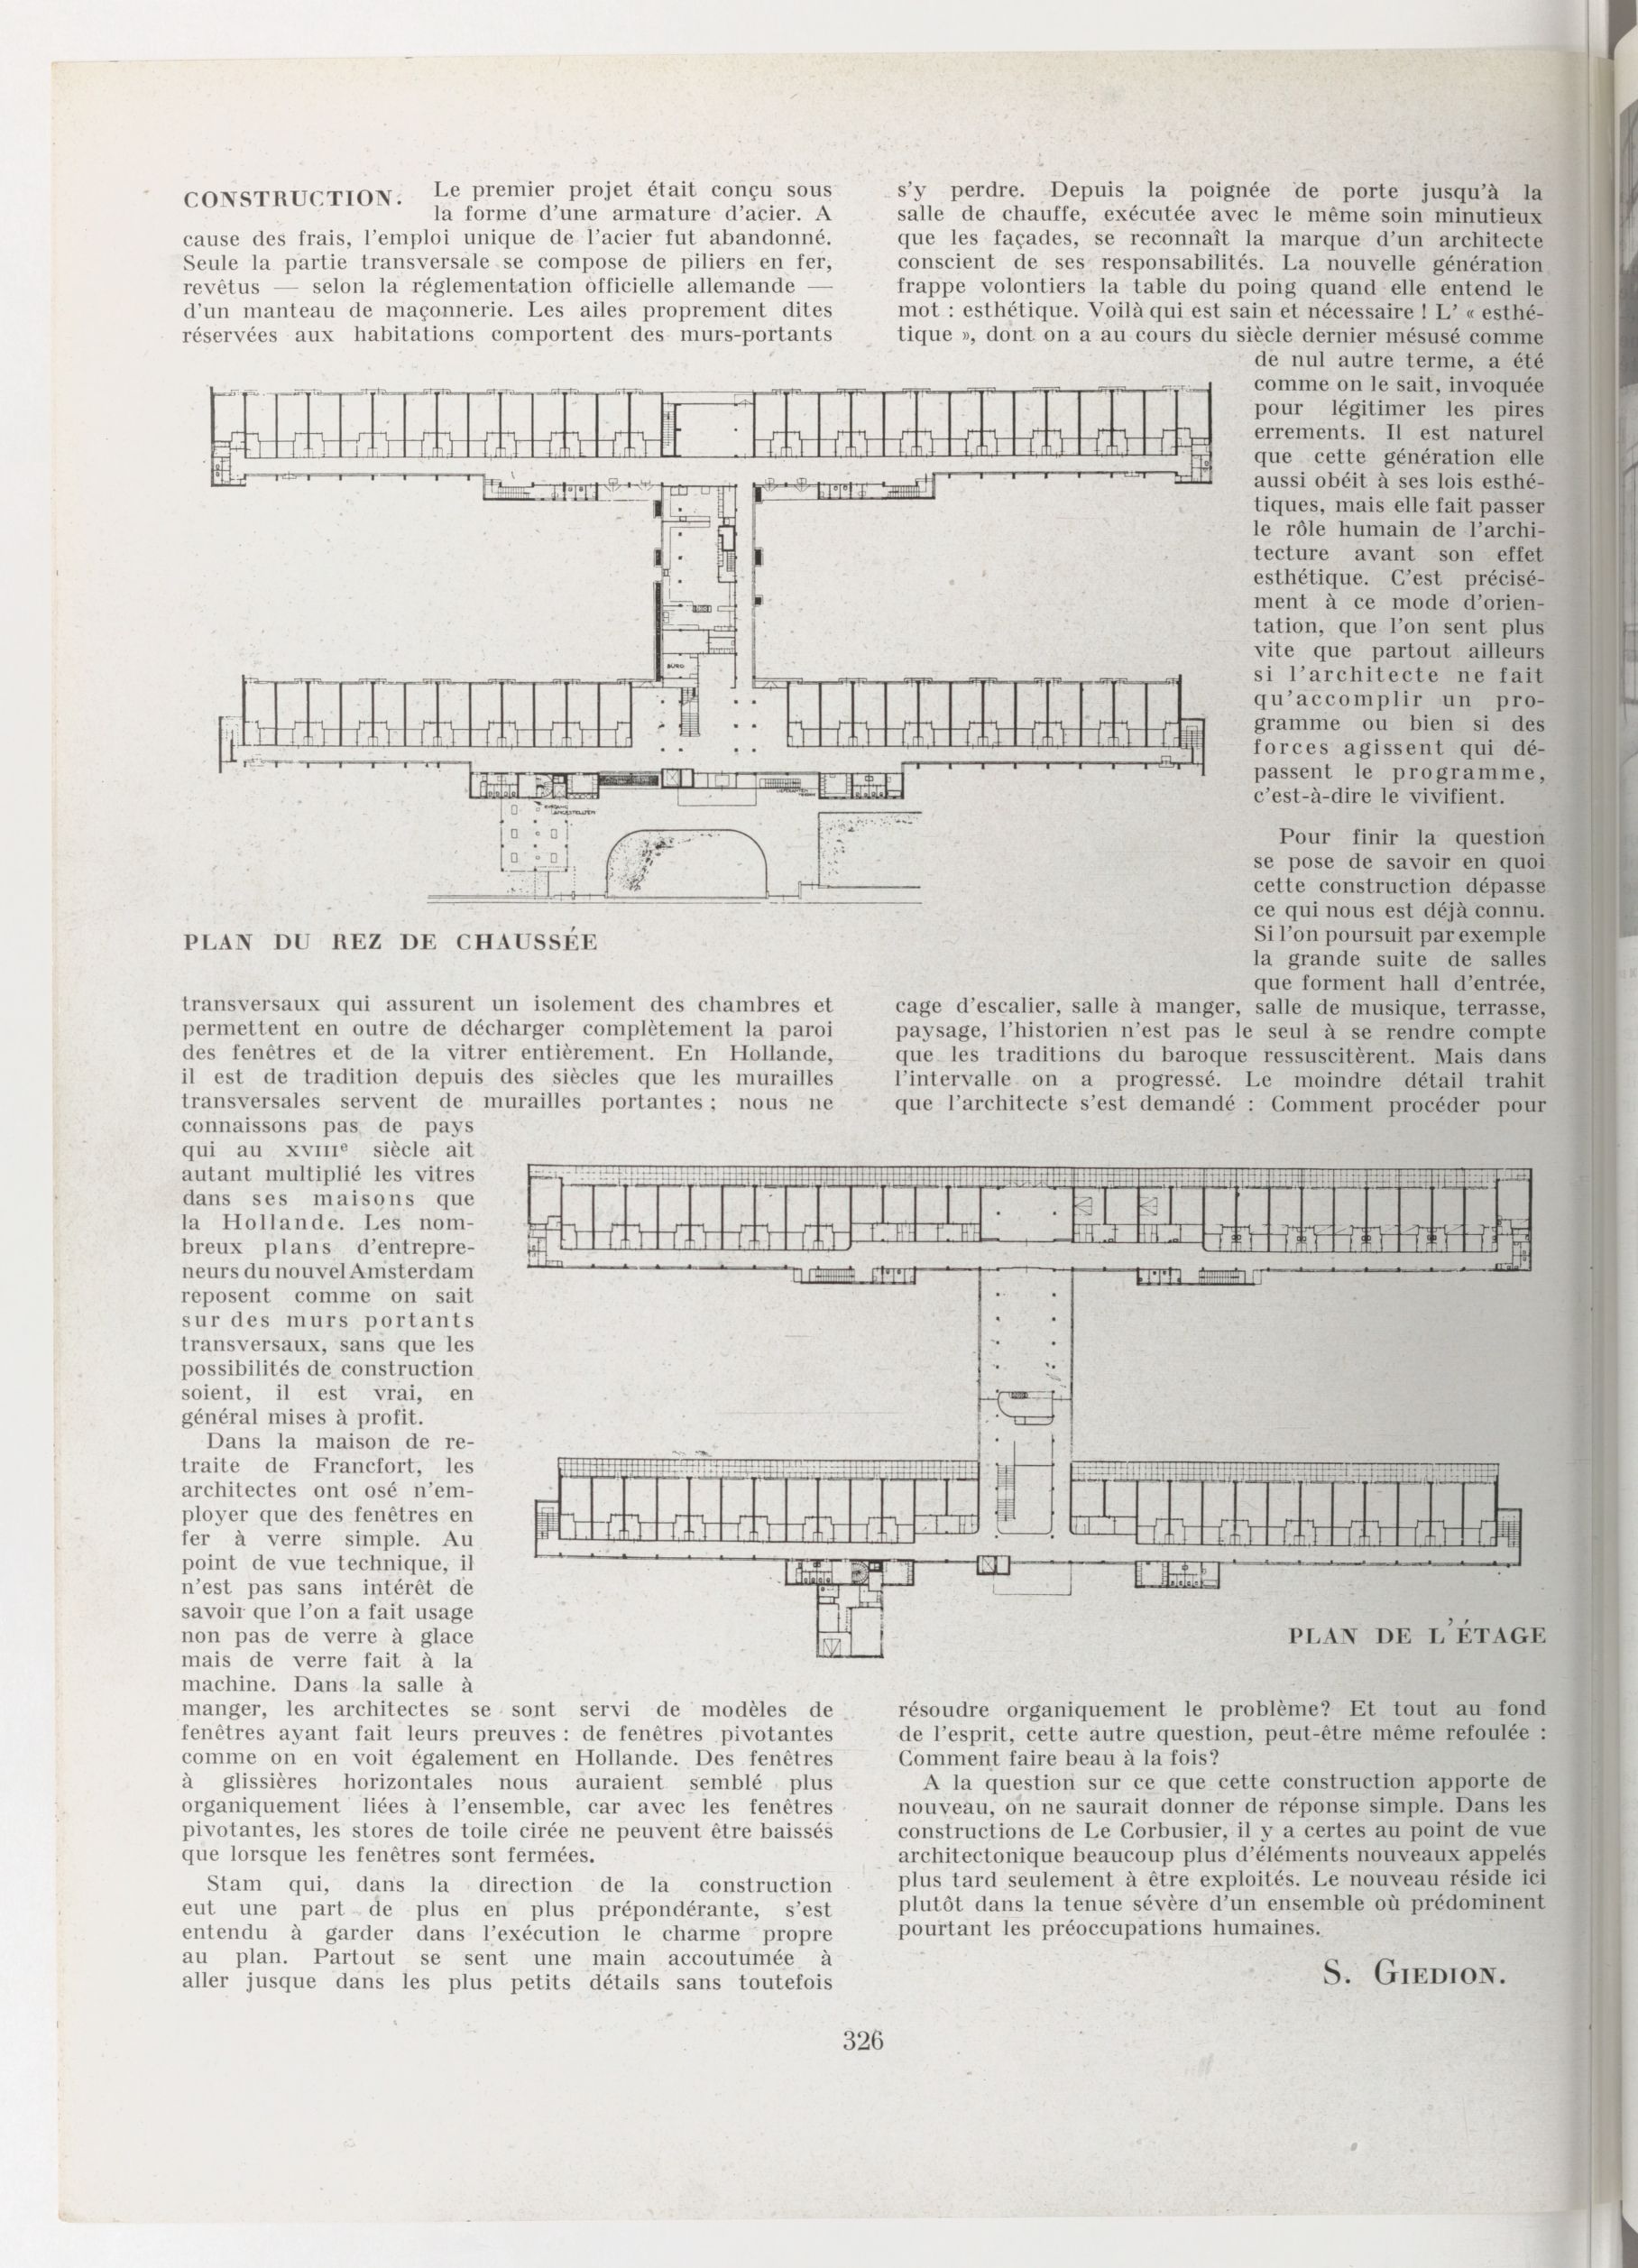 CONSTRUCTION. Le premier projet était conçu sous
la forme d'une armature d'acier. A
cause des frais, l'emploi unique de l'acier fut abandonné.
Seule la partie transversale se compose de piliers en fer,
revêtus — selon la réglementation officielle allemande —
d'un manteau de maçonnerie. Les ailes proprement dites
réservées aux habitations comportent des murs-portants
BÜRO
PLAN DU REZ DE CHAUSSÉE
transversaux qui assurent un isolement des chambres et
permettent en outre de décharger complètement la paroi
des fenêtres et de la vitrer entièrement. En Hollande,
il est de tradition depuis des siècles que les murailles
transversales servent de murailles portantes ; nous ne
connaissons pas de pays
qui au XVIIIe siècle ait
autant multiplié les vitres
dans ses maisons que
la Hollande. Les nom-
breux plans d'entrepre-
neurs du nouvel Amsterdam
reposent comme on sait
sur des murs portants
transversaux, sans que les
possibilités de construction
soient, il est vrai, en
général mises à profit.
Dans la maison de re-
traite de Francfort, les
architectes ont osé n'em-
ployer que des fenêtres en
fer à verre simple. Au
point de vue technique, il
n'est pas sans intérêt de
savoir que l'on a fait usage
non pas de verre à glace
mais de verre fait à la
machine. Dans la salle à
manger, les architectes se sont servi de modèles de
fenêtres ayant fait leurs preuves : de fenêtres pivotantes
comme on en voit également en Hollande. Des fenêtres
à glissières horizontales nous auraient semblé plus
organiquement liées à l'ensemble, car avec les fenêtres
pivotantes, les stores de toile cirée ne peuvent être baissés
que lorsque les fenêtres sont fermées.
Stam qui, dans la direction de la construction
eut une part de plus en plus prépondérante, s'est
entendu à garder dans l'exécution le charme propre
au plan. Partout se sent une main accoutumée à
aller jusque dans les plus petits détails sans toutefois
s'y perdre. Depuis la poignée de porte jusqu'à la
salle de chauffe, exécutée avec le même soin minutieux
que les façades, se reconnaît la marque d'un architecte
conscient de ses responsabilités. La nouvelle génération
frappe volontiers la table du poing quand elle entend le
mot : esthétique. Voilà qui est sain et nécessaire ! L' « esthé-
tique », dont on a au cours du siècle dernier mésusé comme
de nul autre terme, a été
comme on le sait, invoquée
pour légitimer les pires
errements. Il est naturel
que cette génération elle
aussi obéit à ses lois esthé-
tiques, mais elle fait passer
le rôle humain de l'archi-
tecture avant son effet
esthétique. C'est précisé-
ment à ce mode d'orien-
tation, que l'on sent plus
vite que partout ailleurs
si l'architecte ne fait
qu'accomplir un pro-
gramme ou bien si des
forces agissent qui dé-
passent le programme,
c'est-à-dire le vivifient.
Pour finir la question
se pose de savoir en quoi
cette construction dépasse
ce qui nous est déjà connu.
Si l'on poursuit par exemple
la grande suite de salles
que forment hall d'entrée,
cage d'escalier, salle à manger, salle de musique, terrasse,
paysage, l'historien n'est pas le seul à se rendre compte
que les traditions du baroque ressuscitèrent. Mais dans
l'intervalle on a progressé. Le moindre détail trahit
que l'architecte s'est demandé : Comment procéder pour
PLAN DE L'ÉTAGE
résoudre organiquement le problème? Et tout au fond
de l'esprit, cette autre question, peut-être même refoulée :
Comment faire beau à la fois?
A la question sur ce que cette construction apporte de
nouveau, on ne saurait donner de réponse simple. Dans les
constructions de Le Corbusier, il y a certes au point de vue
architectonique beaucoup plus d'éléments nouveaux appelés
plus tard seulement à être exploités. Le nouveau réside ici
plutôt dans la tenue sévère d'un ensemble où prédominent
pourtant les préoccupations humaines.
S. GIEDION.
326